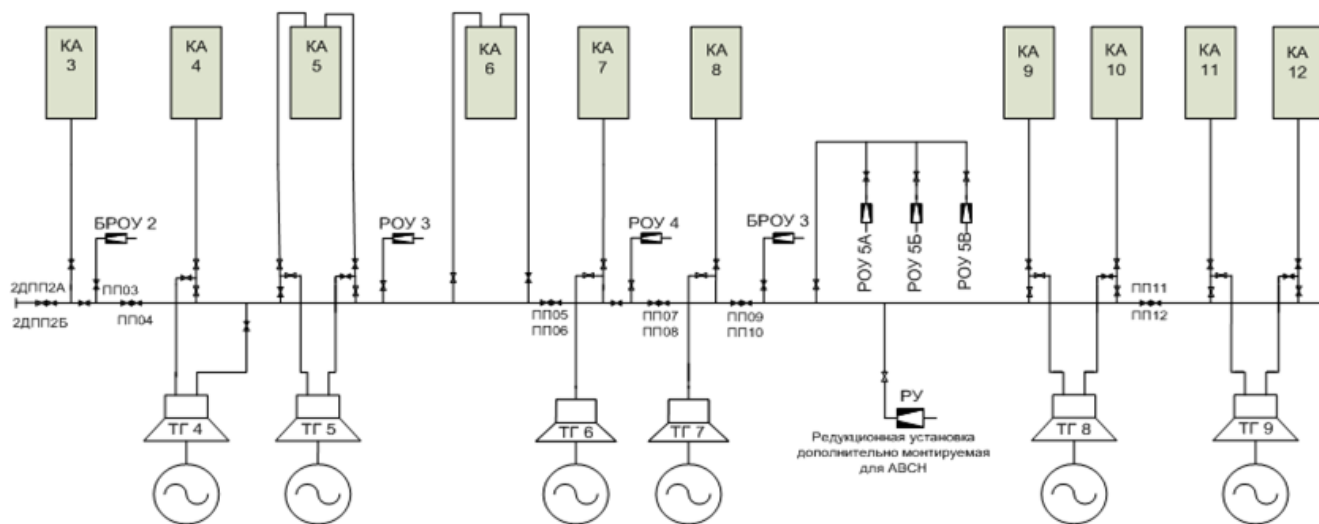 КА
3
КА
4
КА
5
КА
6
КА
7
КА
8
КА
9
КА
10
КА
11
КА
12
БРОУ 2
РОУ 3
РОУ 4
БРОУ 3
РОУ 5А
РОУ 5Б
РОУ 5В
2ДПП2А
2ДПП2Б
ПП03
ПП04
ПП05
ПП06
ПП07
ПП08
ПП09
ПП10
ПП11
ПП12
РУ
Редукционная установка
дополнительно монтируемая
для АВСН
ТГ 4
ТГ 5
ТГ 6
ТГ 7
ТГ 8
ТГ 9